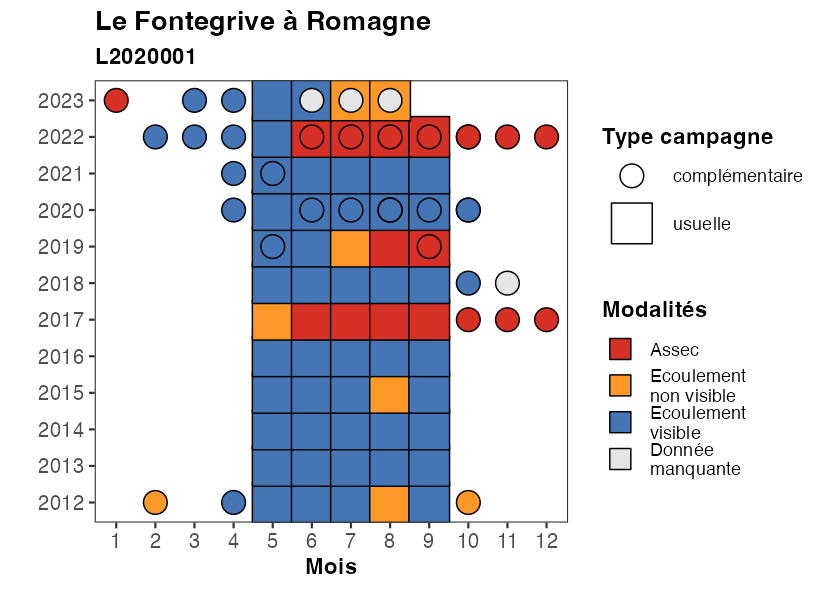 Le Fontegrive à Romagne
L2020001
2023
2022
2021
2020
2019
2018
2017
2016
2015
2014
2013
2012
1 2 3 4 5 6 7 8 9 10 11 12
Mois
Type campagne
complémentaire
usuelle
Modalités
Assec
Ecoulement
non visible
Ecoulement
visible
Donnée
manquante